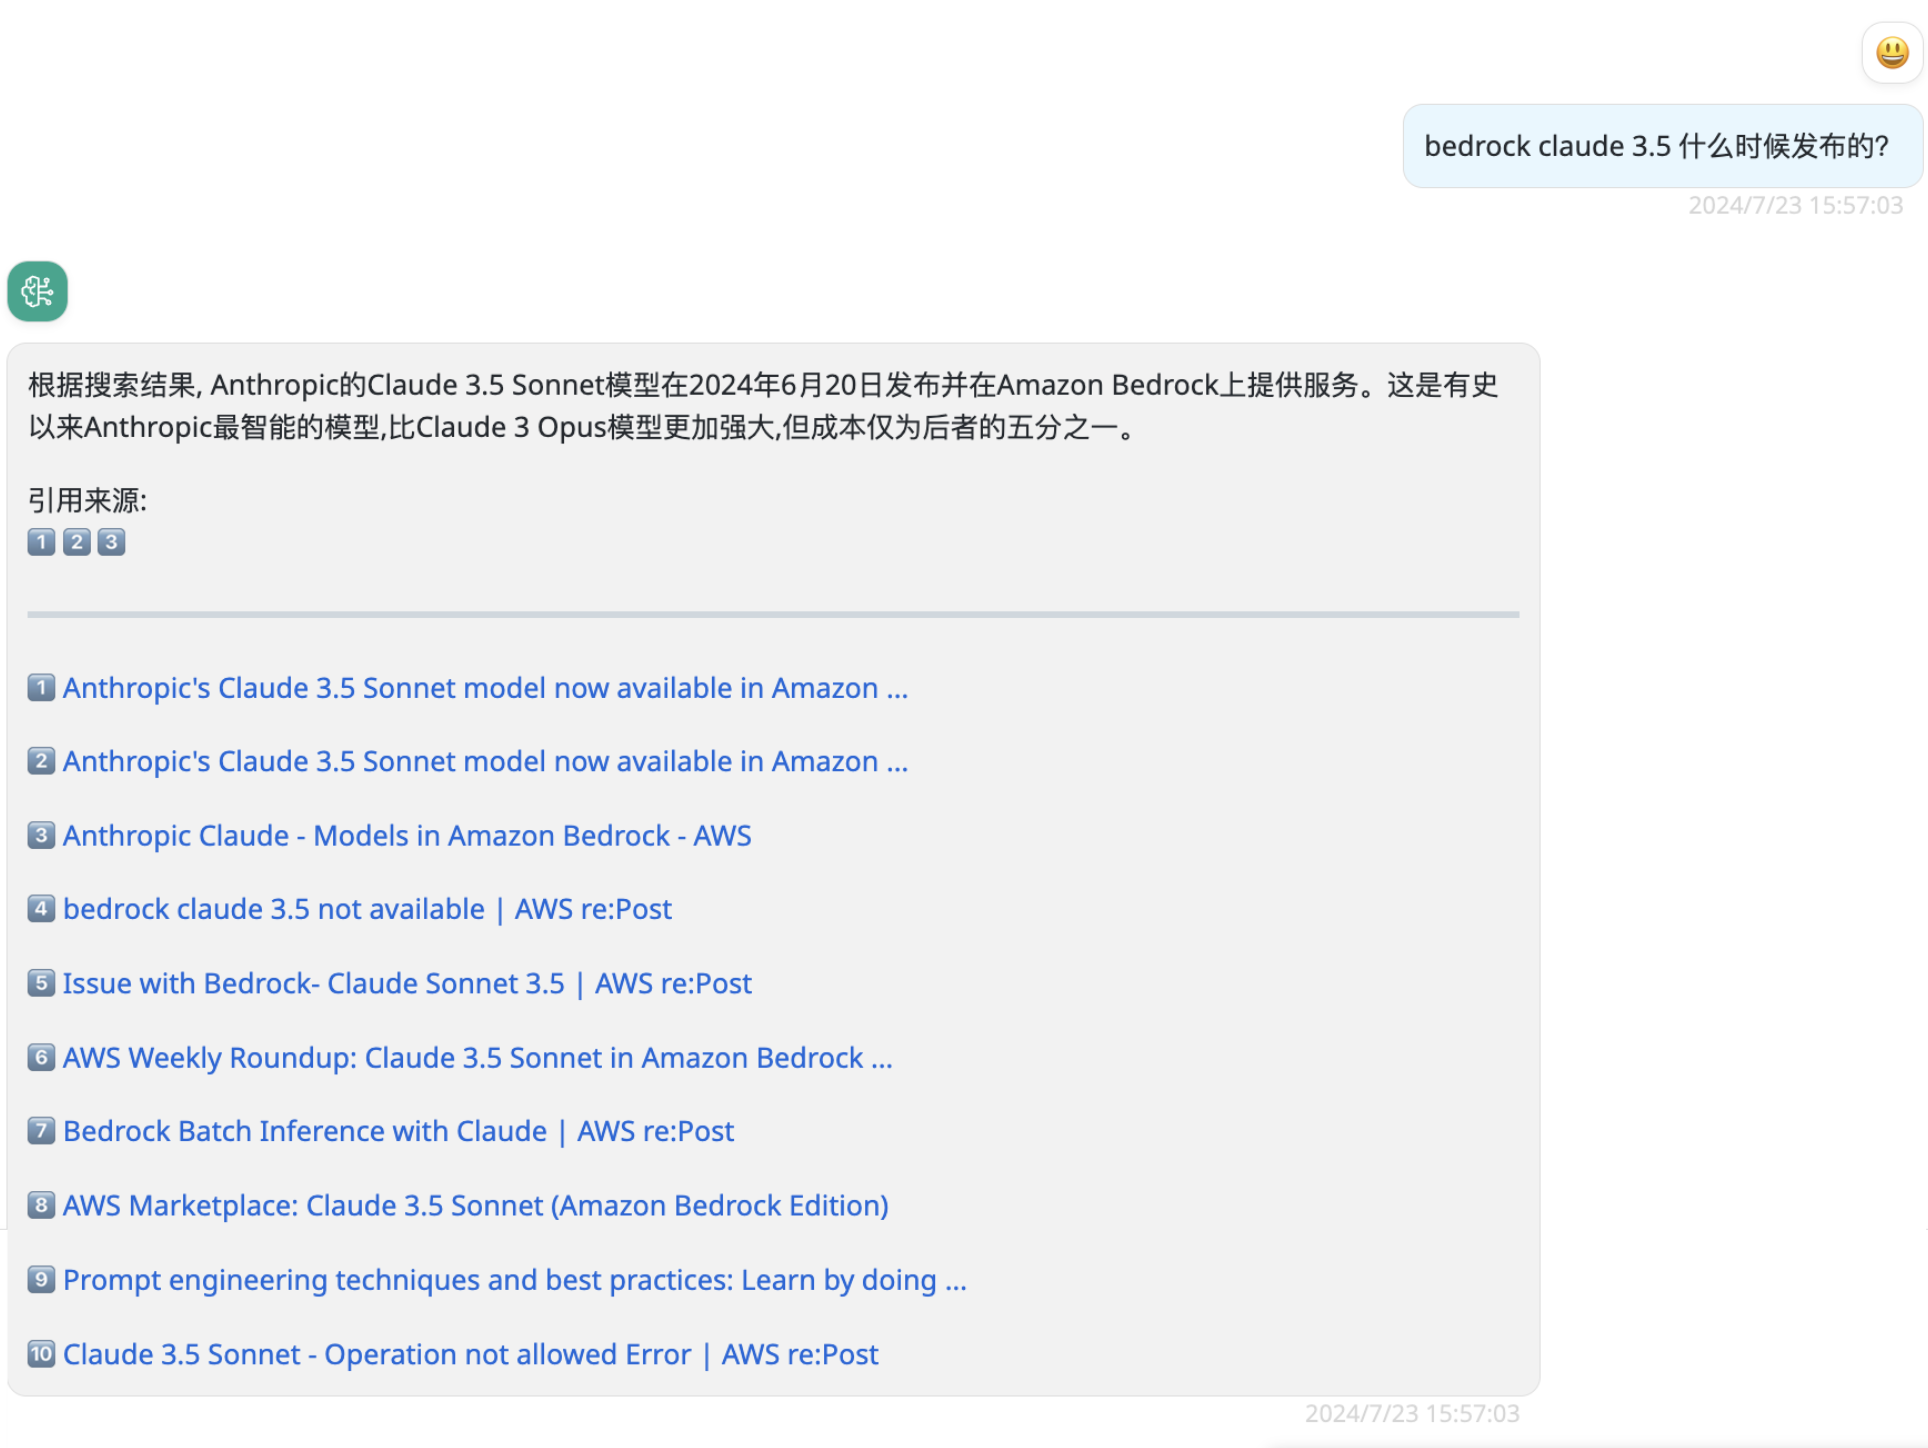 bedrock claude 3.5 什么时候发布的?
2024/7/23 15:57:03
根据搜索结果, Anthropic的Claude 3.5 Sonnet模型在2024年6月20日发布并在Amazon Bedrock上提供服务。这是有史
以来Anthropic最智能的模型,比Claude 3 Opus模型更加强大,但成本仅为后者的五分之一。
引用来源:
1 2 3
1 Anthropic's Claude 3.5 Sonnet model now available in Amazon ...
2 Anthropic's Claude 3.5 Sonnet model now available in Amazon ...
3 Anthropic Claude - Models in Amazon Bedrock - AWS
4 bedrock claude 3.5 not available | AWS re:Post
5 Issue with Bedrock- Claude Sonnet 3.5 | AWS re:Post
6 AWS Weekly Roundup: Claude 3.5 Sonnet in Amazon Bedrock ...
7 Bedrock Batch Inference with Claude | AWS re:Post
8 AWS Marketplace: Claude 3.5 Sonnet (Amazon Bedrock Edition)
9 Prompt engineering techniques and best practices: Learn by doing ...
10 Claude 3.5 Sonnet - Operation not allowed Error | AWS re:Post
2024/7/23 15:57:03